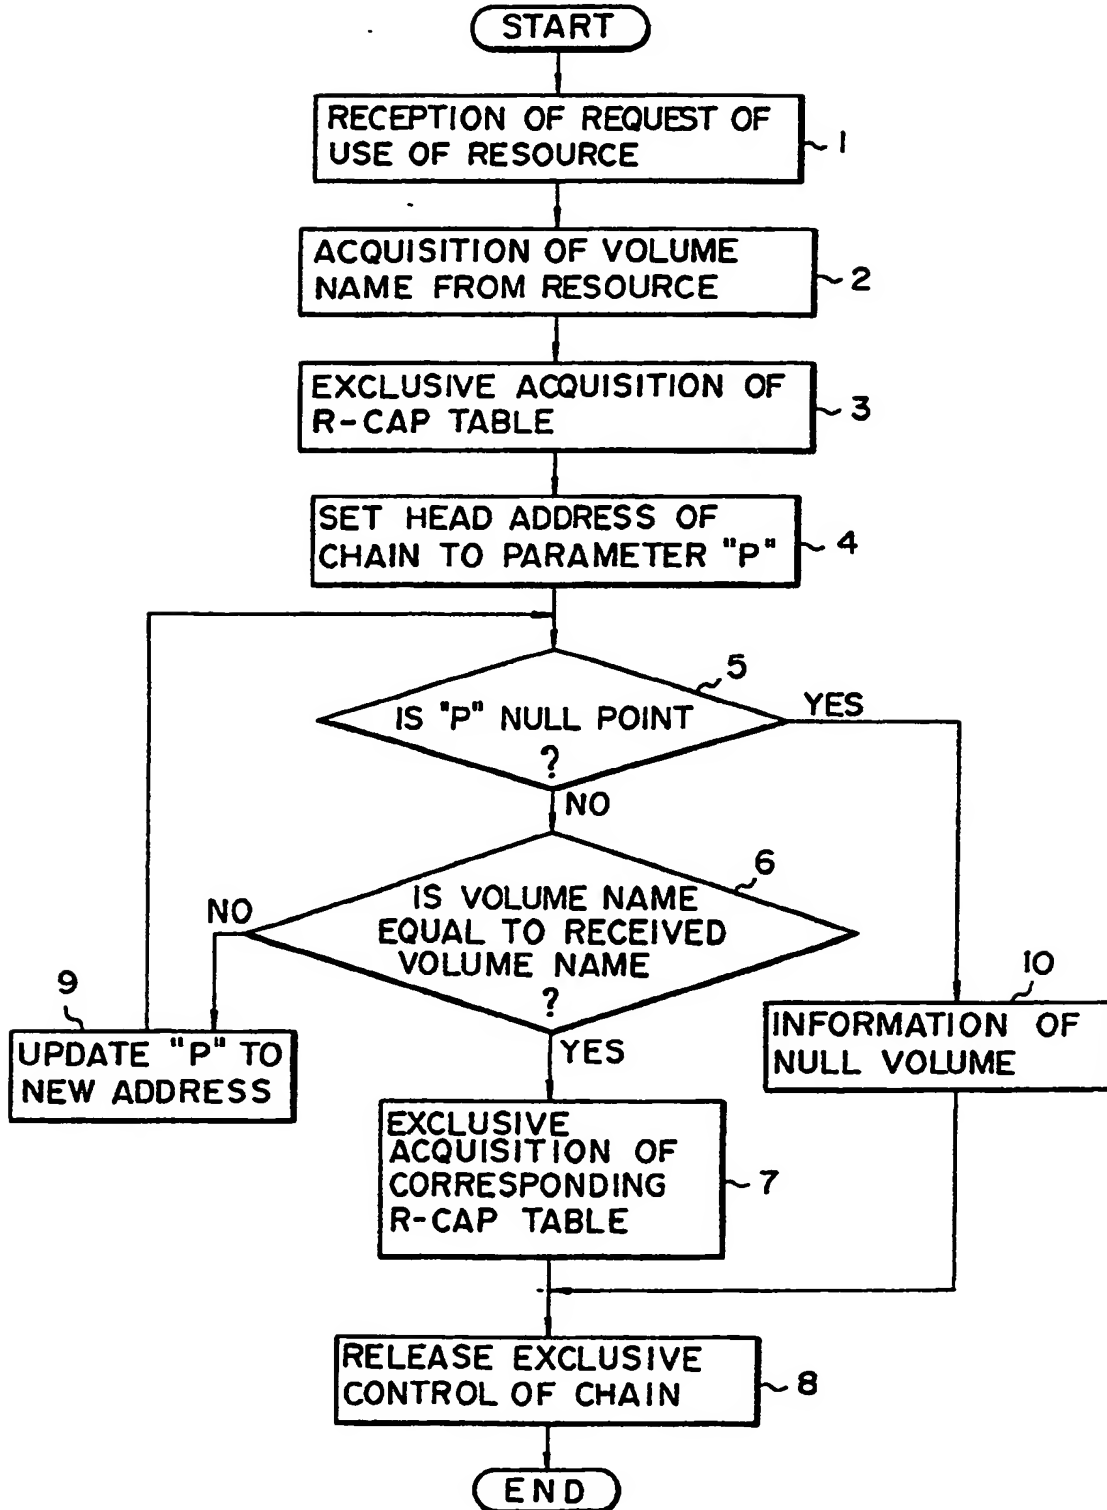 START
RECEPTION OF REQUEST OF
USE OF RESOURCE
1
ACQUISITION OF VOLUME
NAME FROM RESOURCE
2
EXCLUSIVE ACQUISITION OF
R-CAP TABLE
3
SET HEAD ADDRESS OF
CHAIN TO PARAMETER "P"
4
5
IS "P" NULL POINT
?
YES
NO
6
IS VOLUME NAME
EQUAL TO RECEIVED
VOLUME NAME
?
NO
YES
9
UPDATE "P" TO
NEW ADDRESS
10
INFORMATION OF
NULL VOLUME
EXCLUSIVE
ACQUISITION OF
CORRESPONDING
R-CAP TABLE
7
RELEASE EXCLUSIVE
CONTROL OF CHAIN
8
END